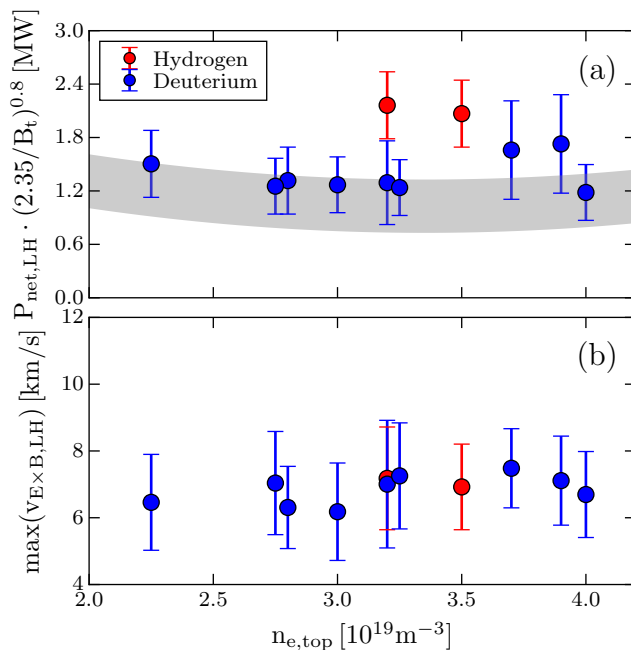 P_net,LH · (2.35/B_t)^0.8 [MW]
3.0
2.4
1.8
1.2
0.6
0.0
Hydrogen
Deuterium
(a)
max(v_E×B,LH) [km/s]
12
10
8
6
4
(b)
2.0 2.5 3.0 3.5 4.0
n_e,top [10^19 m^−3]